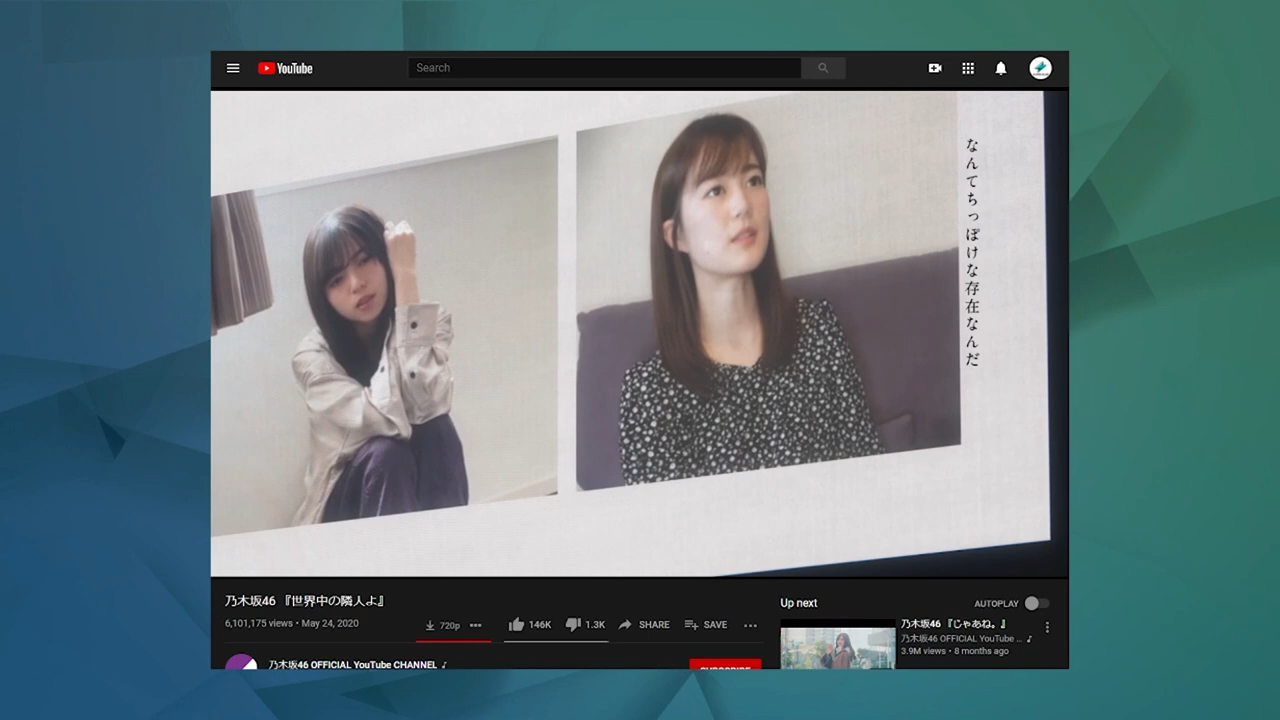 YouTube
Search
なんてちっぽけな存在なんだ
乃木坂46 『世界中の隣人よ』
6,101,175 views • May 24, 2020
720p
146K
1.3K
SHARE
SAVE
乃木坂46 OFFICIAL YouTube CHANNEL
SUBSCRIBE
Up next
AUTOPLAY
乃木坂46 『じゃあね。』
乃木坂46 OFFICIAL YouTube ...
3.9M views • 8 months ago